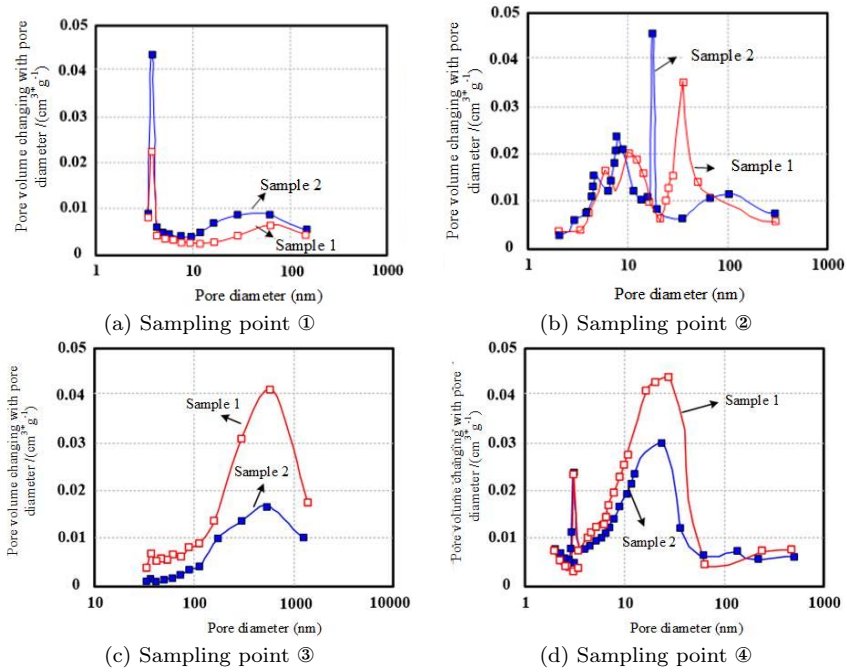 Pore volume changing with pore
diameter /(cm³* g⁻¹)
0.05
0.04
0.03
0.02
0.01
0
Sample 2
Sample 1
1
10
100
1000
Pore diameter (nm)
(a) Sampling point ①
Pore volume changing with pore
diameter /(cm³* g⁻¹)
0.05
0.04
0.03
0.02
0.01
0
Sample 2
Sample 1
1
10
100
1000
Pore diameter (nm)
(b) Sampling point ②
Pore volume changing with pore
diameter /(cm³* g⁻¹)
0.05
0.04
0.03
0.02
0.01
0
Sample 1
Sample 2
10
100
1000
10000
Pore diameter (nm)
(c) Sampling point ③
Pore volume changing with pore
diameter /(cm³* g⁻¹)
0.05
0.04
0.03
0.02
0.01
0
Sample 1
Sample 2
1
10
100
1000
Pore diameter (nm)
(d) Sampling point ④